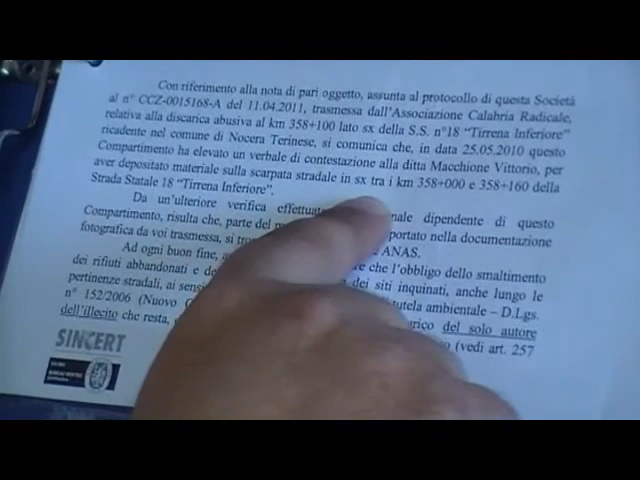 Con riferimento alla nota di pari oggetto, assunta al protocollo di questa Società
al n° CCZ-0015168-A del 11.04.2011, trasmessa dall'Associazione Calabria Radicale,
relativa alla discarica abusiva al km 358+100 lato sx della S.S. n°18 "Tirrena Inferiore"
ricadente nel comune di Nocera Terinese, si comunica che, in data 25.05.2010 questo
Compartimento ha elevato un verbale di contestazione alla ditta Macchione Vittorio, per
aver depositato materiale sulla scarpata stradale in sx tra i km 358+000 e 358+160 della
Strada Statale 18 "Tirrena Inferiore".
Da un'ulteriore verifica dipendente di questo
Compartimento, risulta che, parte del nella documentazione
fotografica da voi trasmessa, si ANAS.
Ad ogni buon fine, che l'obbligo dello smaltimento
dei rifiuti abbandonati e dei siti inquinati, anche lungo le
pertinenze stradali, ai sensi tutela ambientale – D.Lgs.
n° 152/2006 (Nuovo del solo autore
dell'illecito che resta, (vedi art. 257
SINCERT